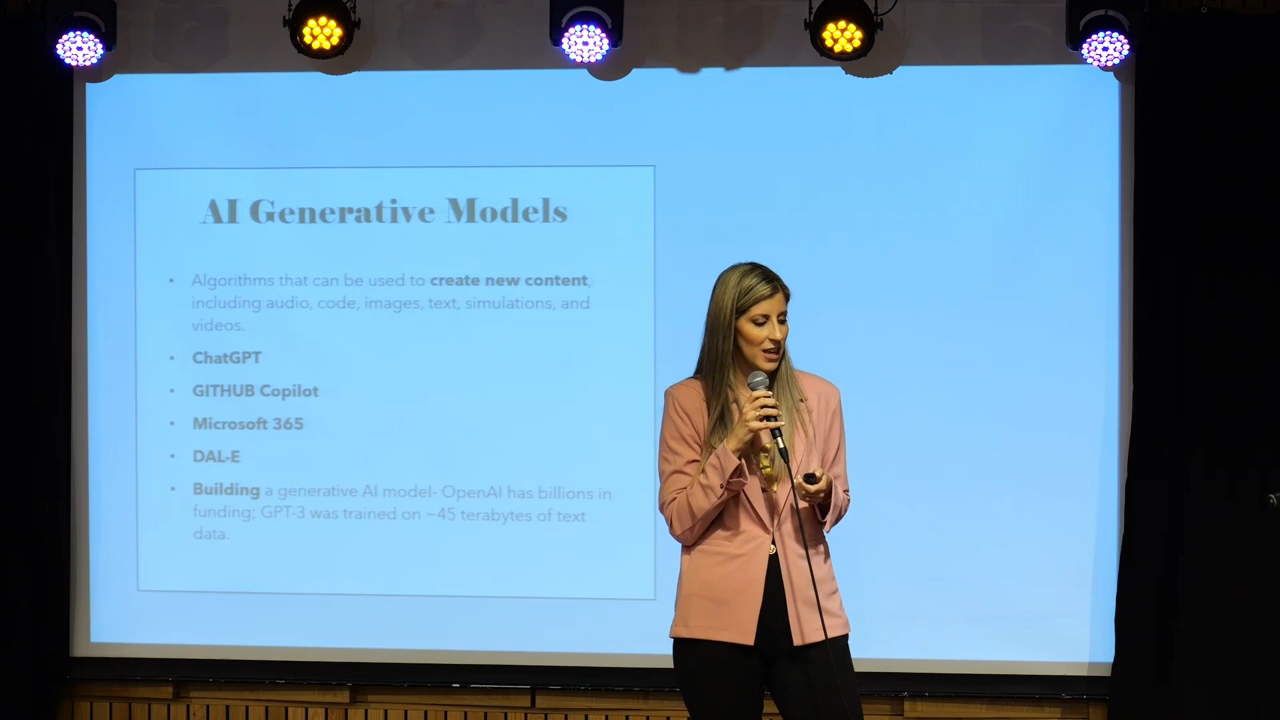 AI Generative Models
• Algorithms that can be used to create new content,
including audio, code, images, text, simulations, and
videos.
• ChatGPT
• GITHUB Copilot
• Microsoft 365
• DAL-E
• Building a generative AI model- OpenAI has billions in
funding; GPT-3 was trained on ~45 terabytes of text
data.